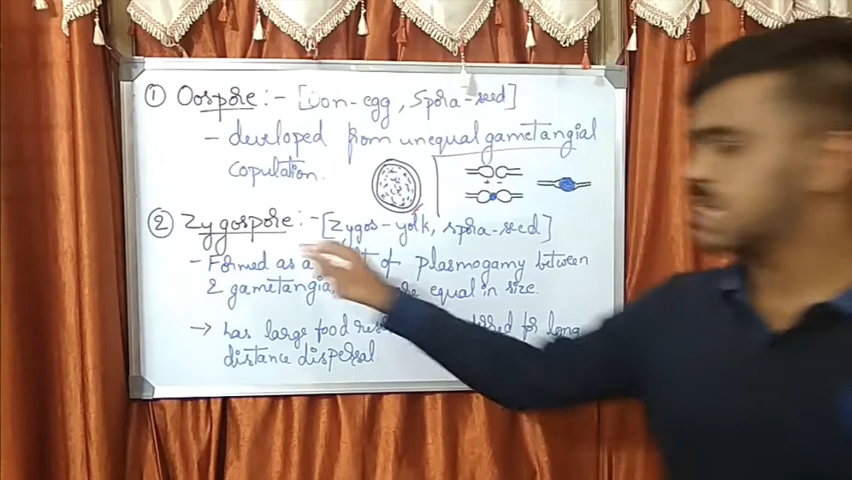 ① Oospore :- [Oon-egg, Spora-seed]
- developed from unequal gametangial
copulation.
+ -
② Zygospore :- [Zygos-yolk, spora-seed]
- Formed as a of plasmogamy between
2 gametangia, equal in size.
→ has large food for long
distance dispersal